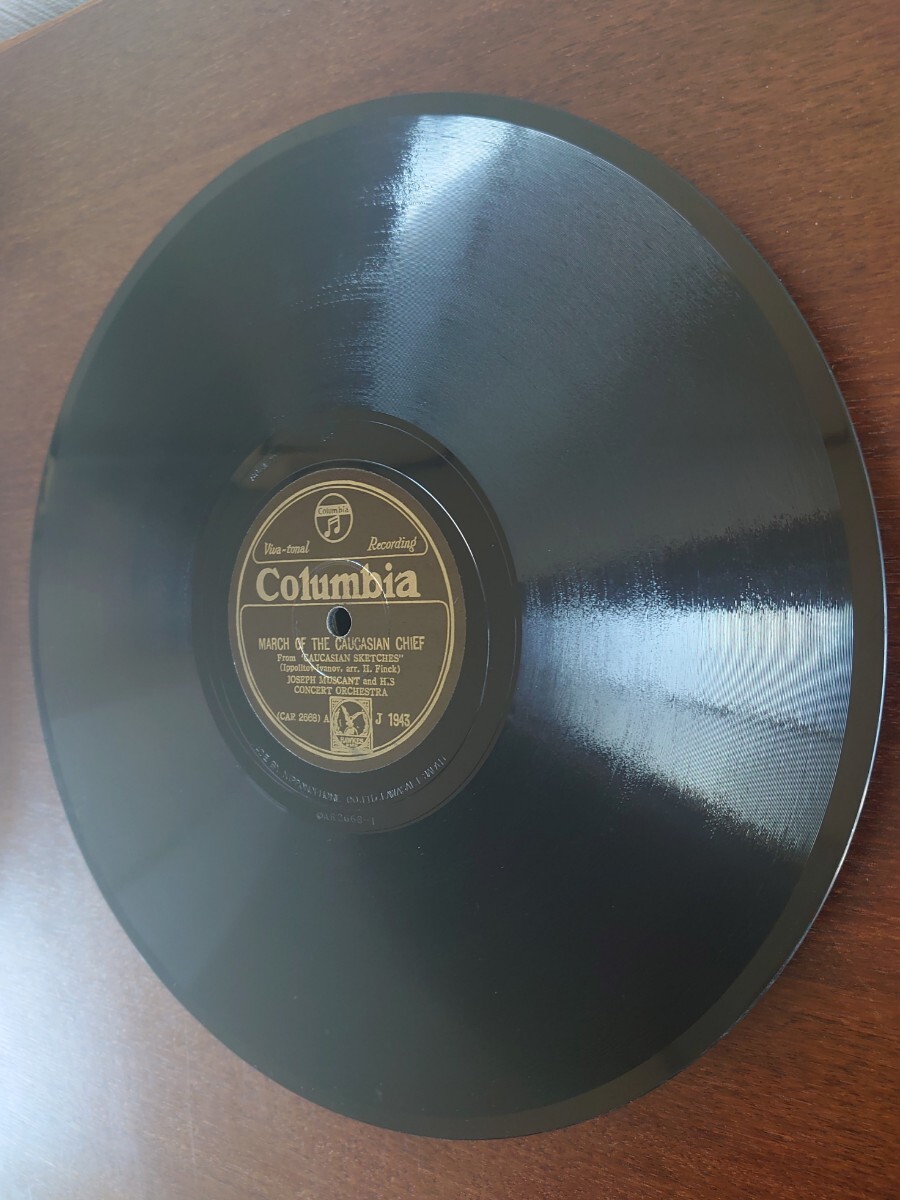 Columbia
Viva-tonal Recording
Columbia
MARCH OF THE CAUCASIAN CHIEF
From "CAUCASIAN SKETCHES"
(Ippolitov-Ivanov, arr. H. Finck)
JOSEPH MUSCANT and HIS
CONCERT ORCHESTRA
(CAR 2668) A J 1943